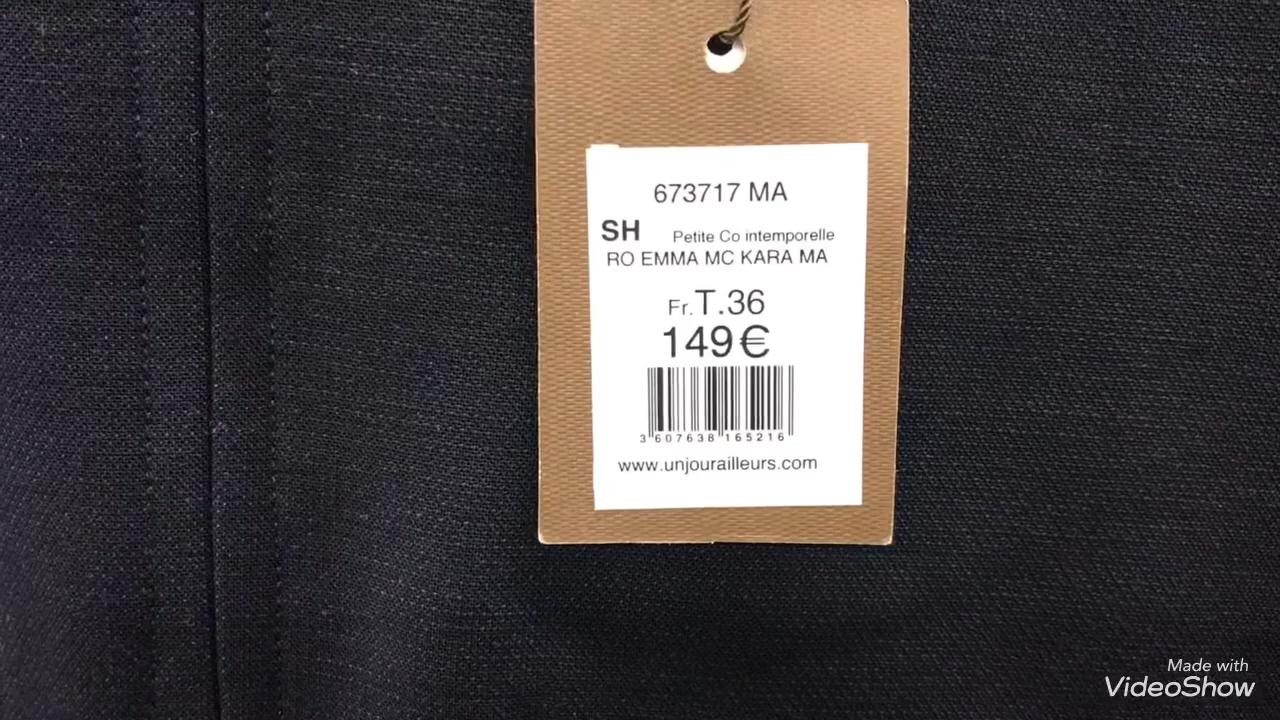 673717 MA
SH Petite Co intemporelle
RO EMMA MC KARA MA
Fr. T.36
149€
3 607638 165216
www.unjourailleurs.com
Made with
VideoShow